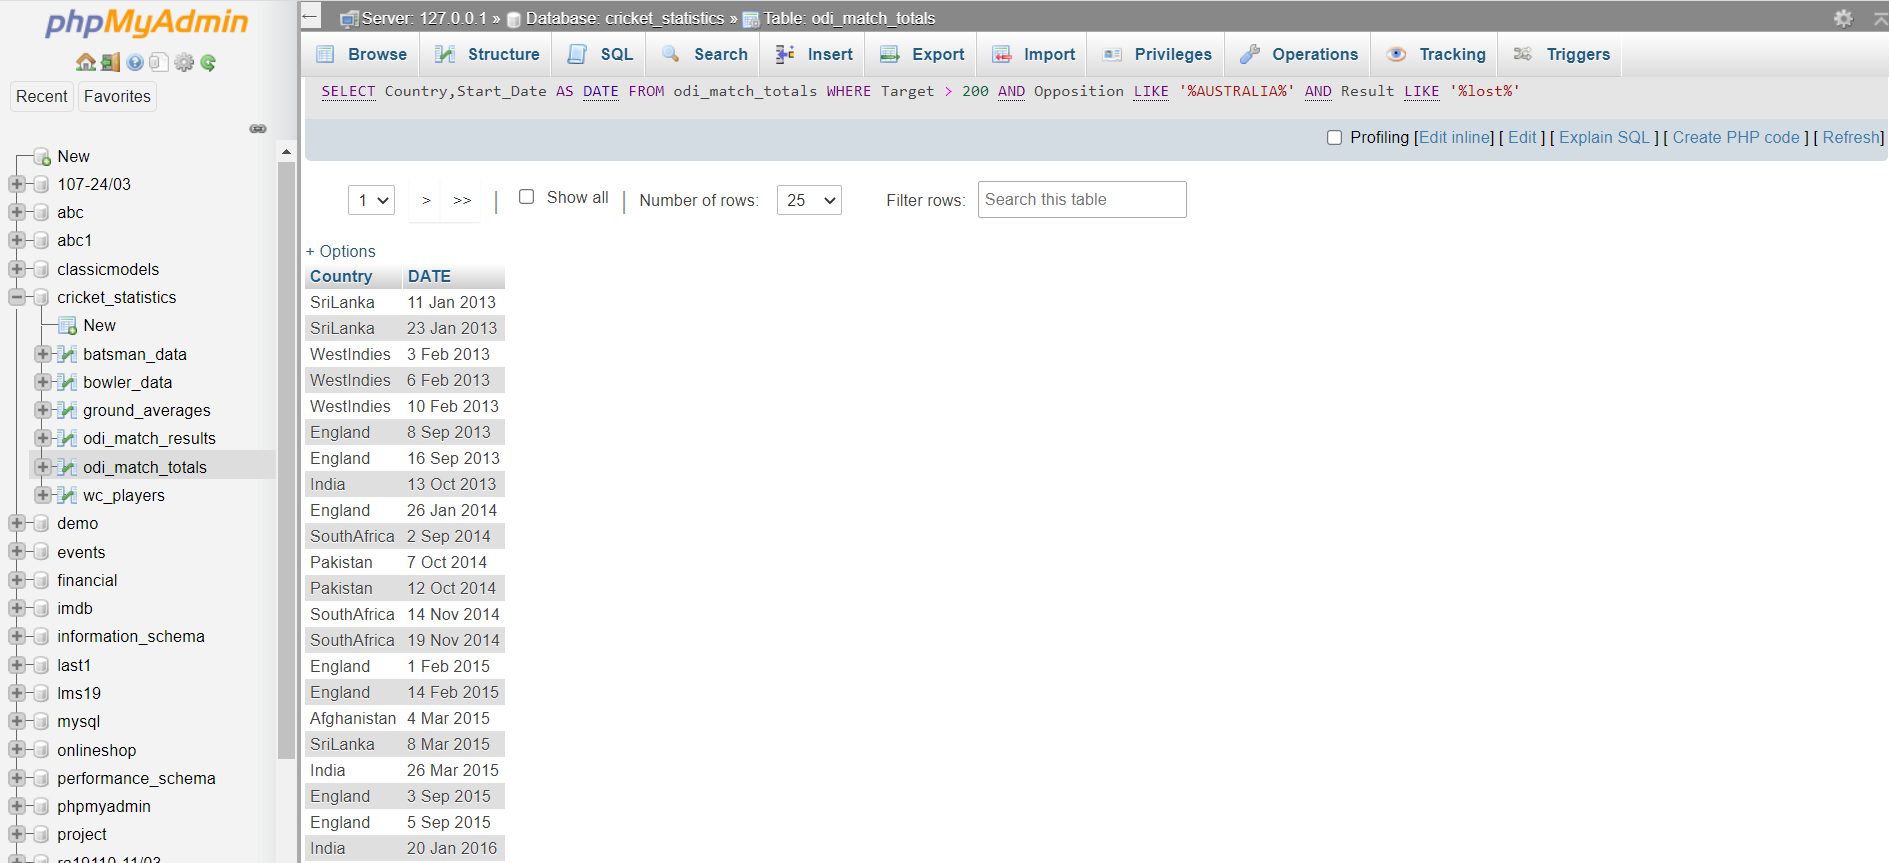 phpMyAdmin
Recent Favorites
New
107-24/03
abc
abc1
classicmodels
cricket_statistics
New
batsman_data
bowler_data
ground_averages
odi_match_results
odi_match_totals
wc_players
demo
events
financial
imdb
information_schema
last1
lms19
mysql
onlineshop
performance_schema
phpmyadmin
project
Server: 127.0.0.1 » Database: cricket_statistics » Table: odi_match_totals
Browse Structure SQL Search Insert Export Import Privileges Operations Tracking Triggers
SELECT Country,Start_Date AS DATE FROM odi_match_totals WHERE Target > 200 AND Opposition LIKE '%AUSTRALIA%' AND Result LIKE '%lost%'
Profiling [Edit inline] [ Edit ] [ Explain SQL ] [ Create PHP code ] [ Refresh]
1 > >> | Show all | Number of rows: 25 Filter rows: Search this table
+ Options
Country DATE
SriLanka 11 Jan 2013
SriLanka 23 Jan 2013
WestIndies 3 Feb 2013
WestIndies 6 Feb 2013
WestIndies 10 Feb 2013
England 8 Sep 2013
England 16 Sep 2013
India 13 Oct 2013
England 26 Jan 2014
SouthAfrica 2 Sep 2014
Pakistan 7 Oct 2014
Pakistan 12 Oct 2014
SouthAfrica 14 Nov 2014
SouthAfrica 19 Nov 2014
England 1 Feb 2015
England 14 Feb 2015
Afghanistan 4 Mar 2015
SriLanka 8 Mar 2015
India 26 Mar 2015
England 3 Sep 2015
England 5 Sep 2015
India 20 Jan 2016